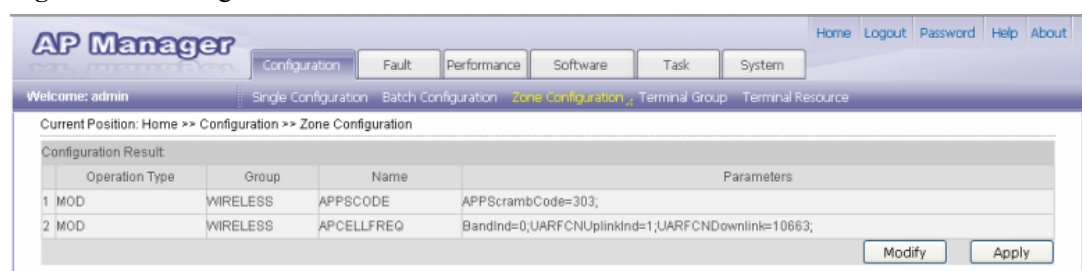 Home Logout Password Help About
AP Manager
Configuration Fault Performance Software Task System
Welcome: admin Single Configuration Batch Configuration Zone Configuration Terminal Group Terminal Resource
Current Position: Home >> Configuration >> Zone Configuration
Configuration Result:
Operation Type Group Name Parameters
1 MOD WIRELESS APPSCODE APPScrambCode=303;
2 MOD WIRELESS APCELLFREQ BandInd=0;UARFCNUplinkInd=1;UARFCNDownlink=10663;
Modify Apply